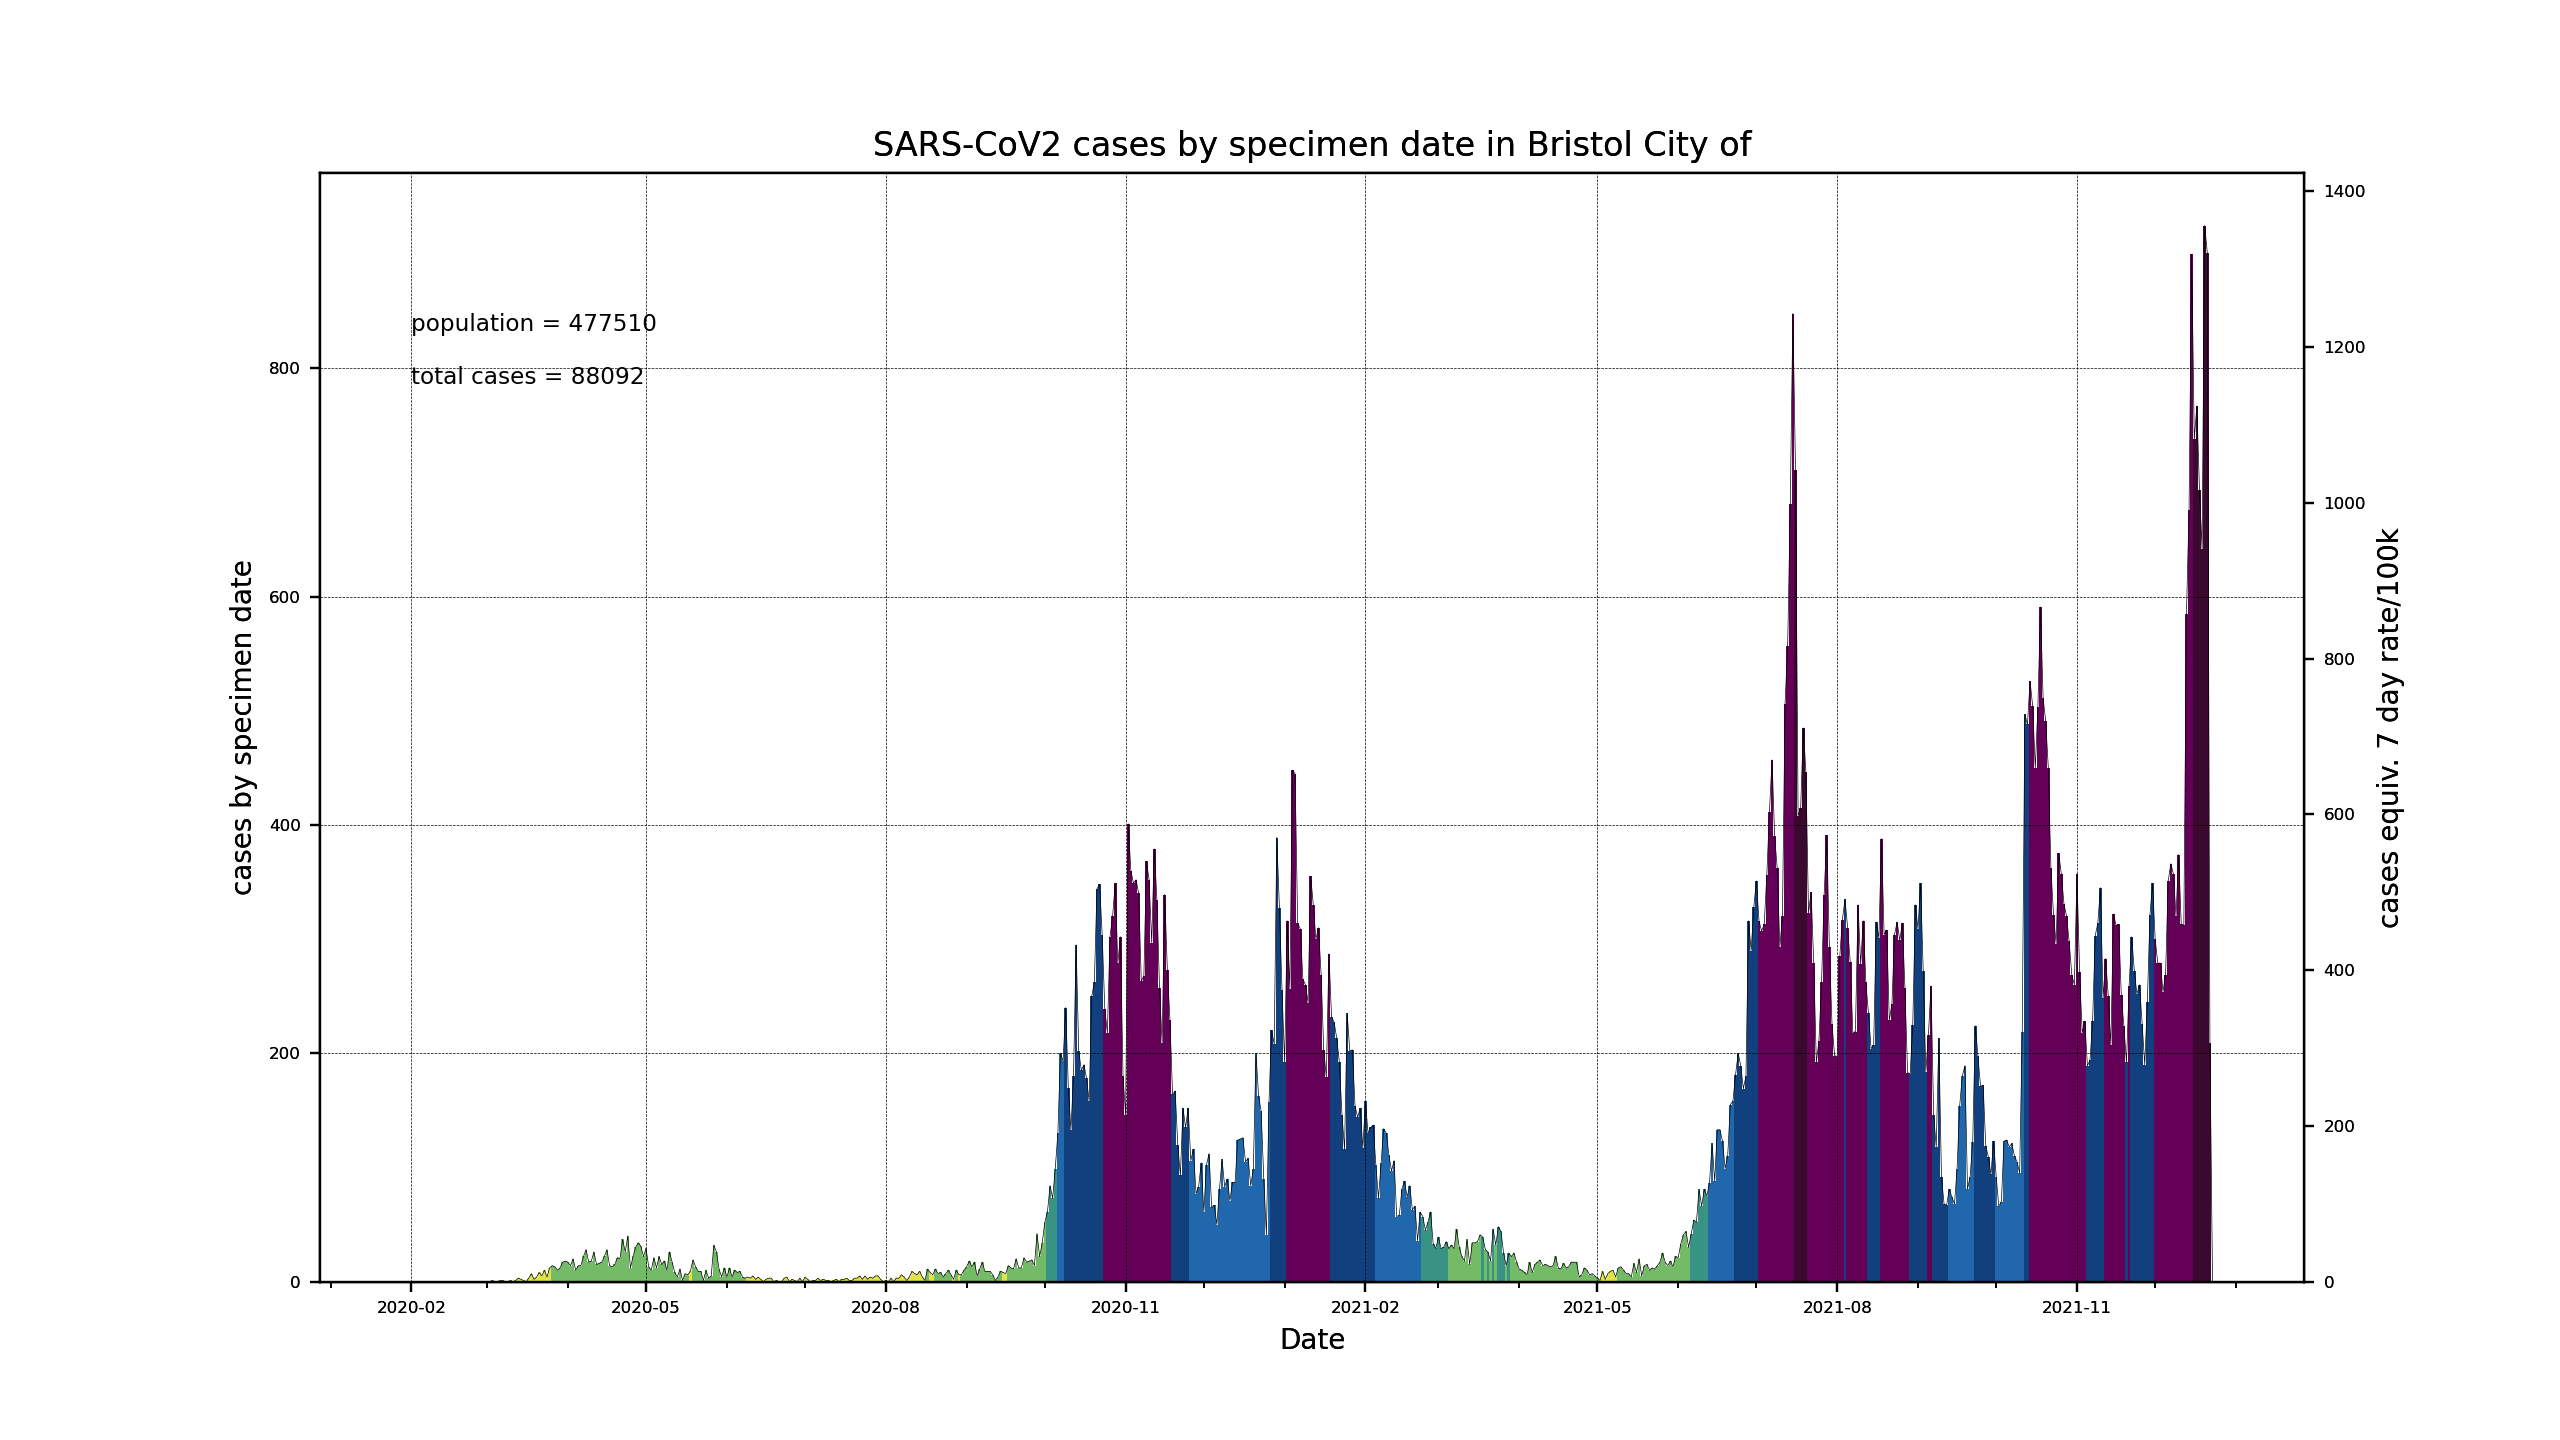 SARS-CoV2 cases by specimen date in Bristol City of
population = 477510
total cases = 88092
cases by specimen date
800
600
400
200
0
1400
1200
1000
800
600
400
200
0
cases equiv. 7 day rate/100k
2020-02 2020-05 2020-08 2020-11 2021-02 2021-05 2021-08 2021-11
Date